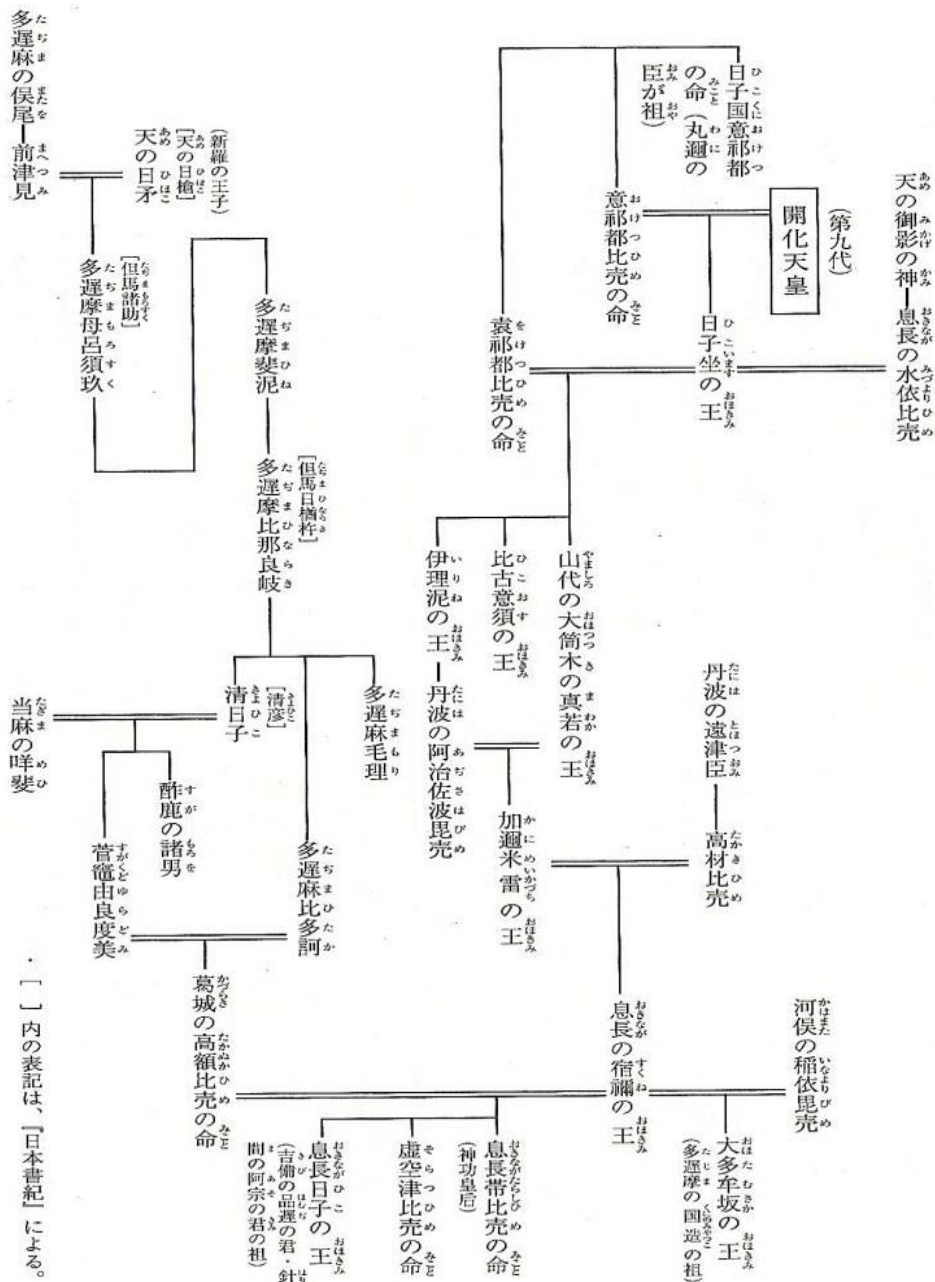 天の御影の神―息長の水依比売
(第九代)
開化天皇
日子坐の王
日子国意祁都
の命(丸邇の
臣が祖)
意祁都比売の命
袁祁都比売の命
山代の大筒木の真若の王
比古意須の王
伊理泥の王―丹波の阿治佐波毘売
丹波の遠津臣―高材比売
加邇米雷の王
河俣の稲依毘売
息長の宿禰の王
大多牟坂の王
(多遅摩の国造の祖)
息長帯比売の命
(神功皇后)
虚空津比売の命
息長日子の王
(吉備の品遅の君・針
間の阿宗の君の祖)
(新羅の王子)
[天の日槍]
天の日矛
多遅麻の俣尾―前津見
[但馬諸助]
多遅摩母呂須玖
多遅摩斐泥
[但馬日楢杵]
多遅摩比那良岐
多遅麻毛理
多遅麻比多訶
[清彦]
清日子
当麻の咩斐
酢鹿の諸男
菅竈由良度美
葛城の高額比売の命
・[ ]内の表記は、『日本書紀』による。